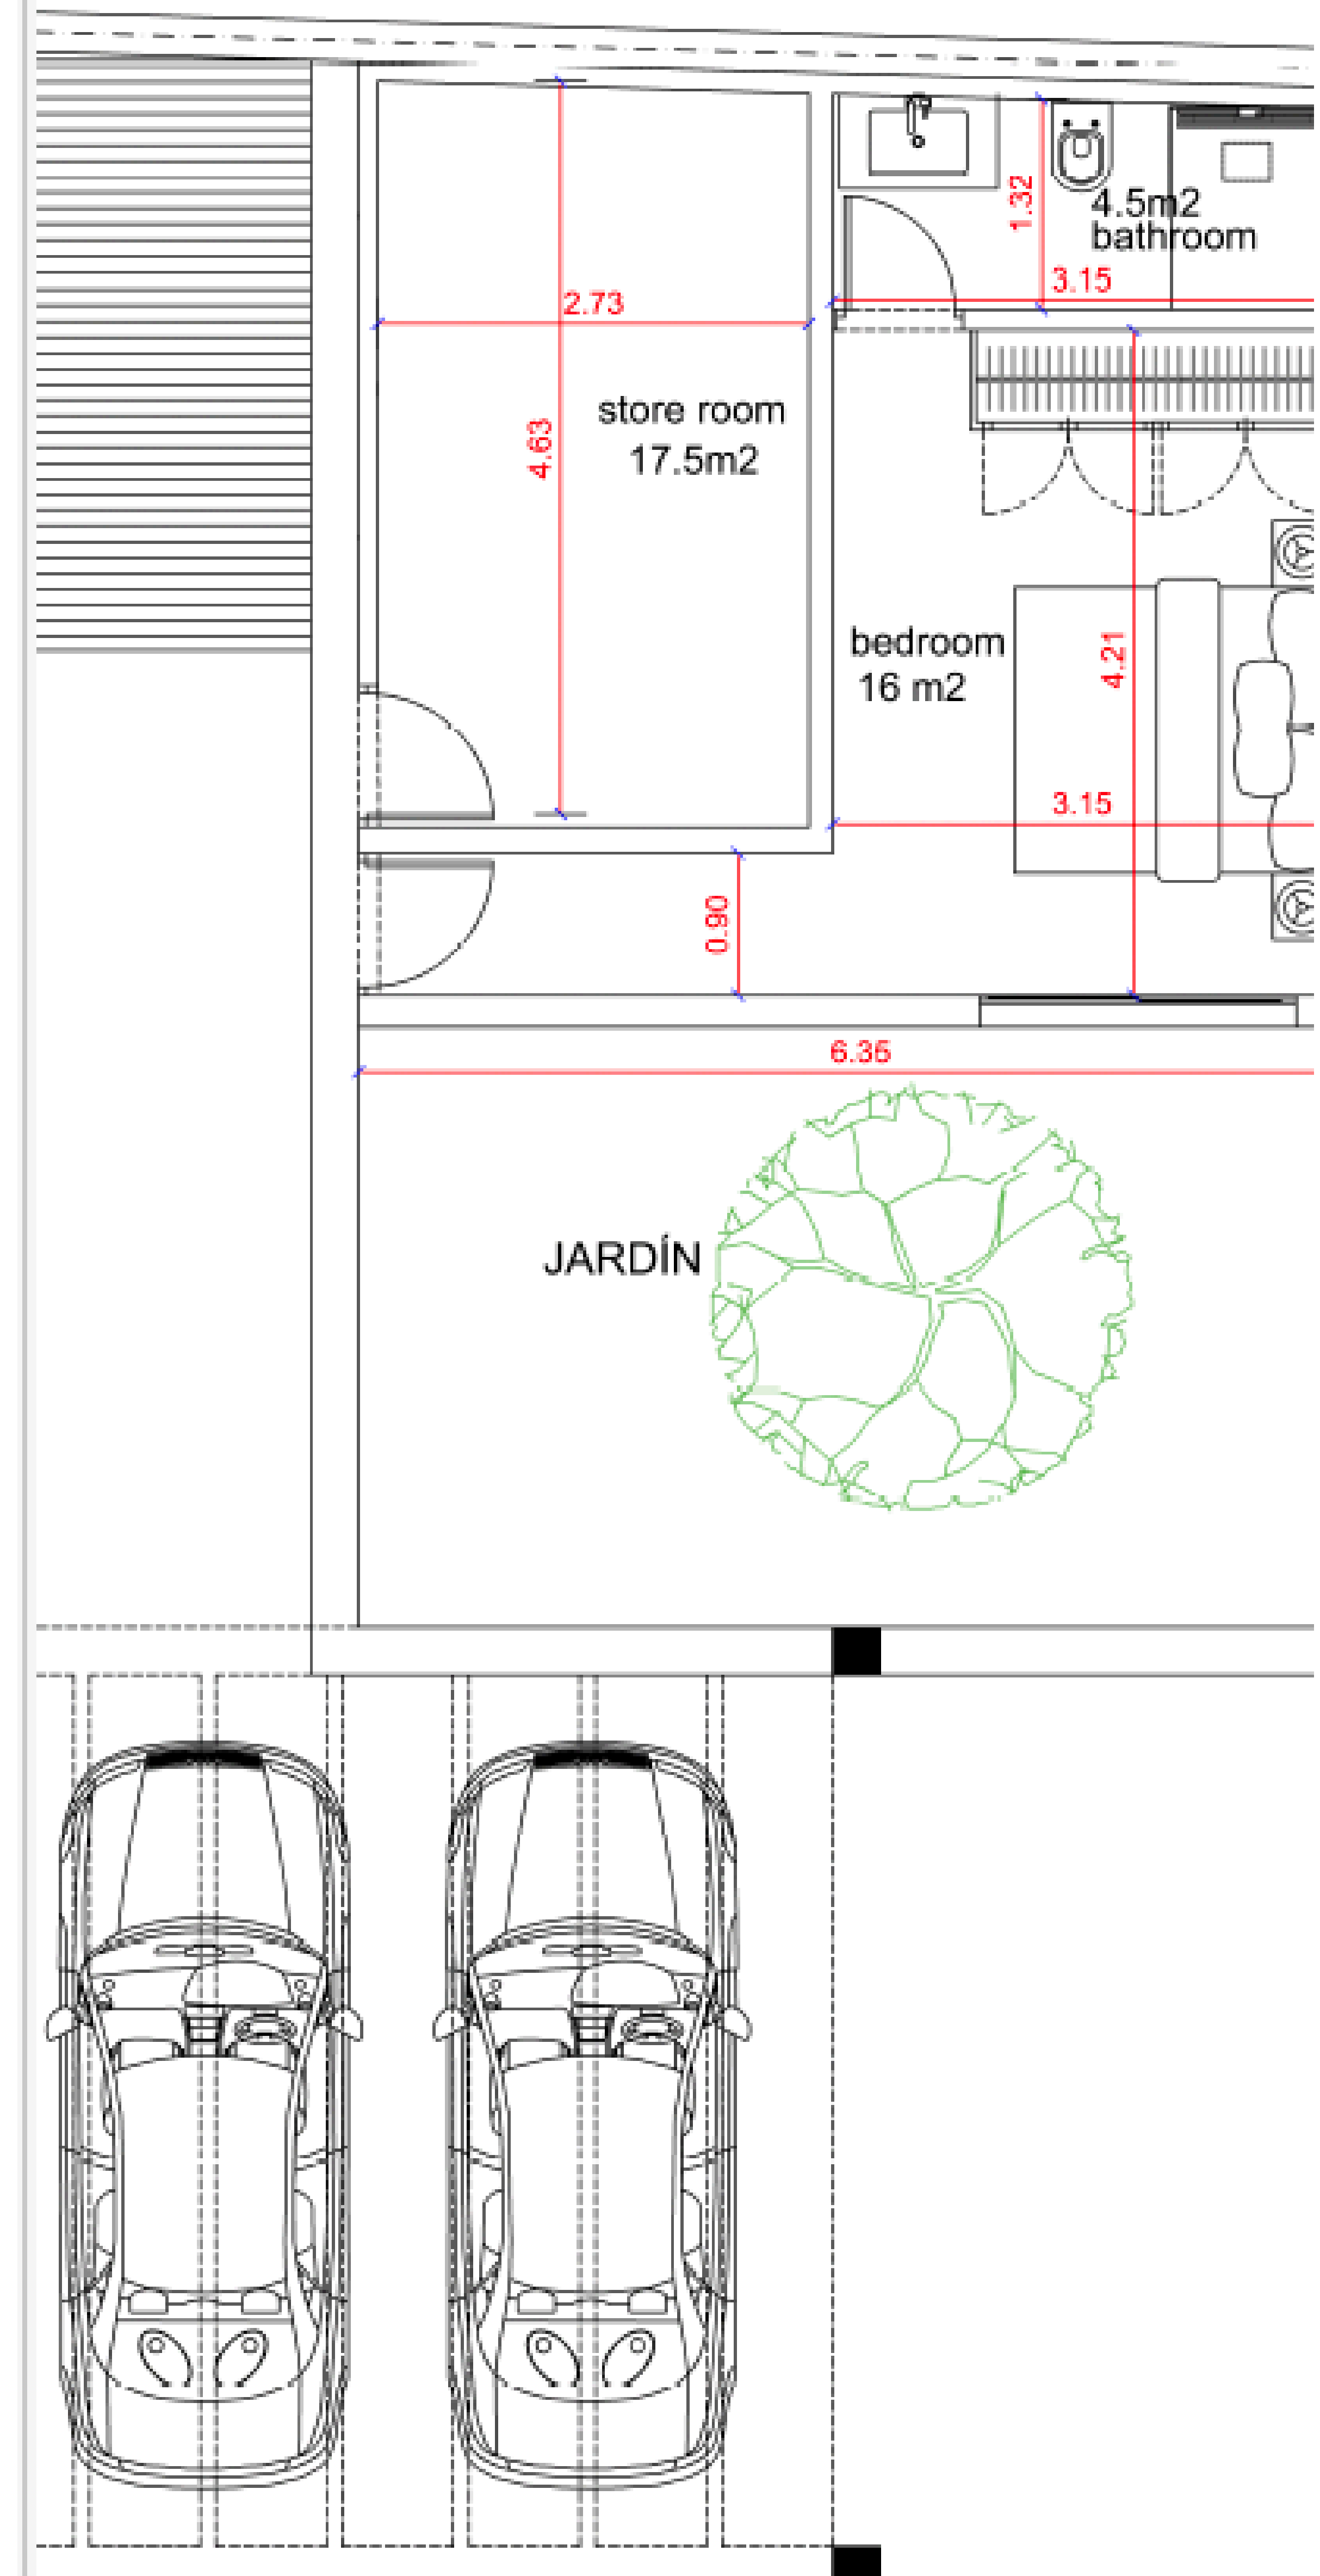 1.32
4.5m2
bathroom
3.15
2.73
store room
17.5m2
4.63
bedroom
16 m2
4.21
3.15
0.90
6.35
JARDÍN